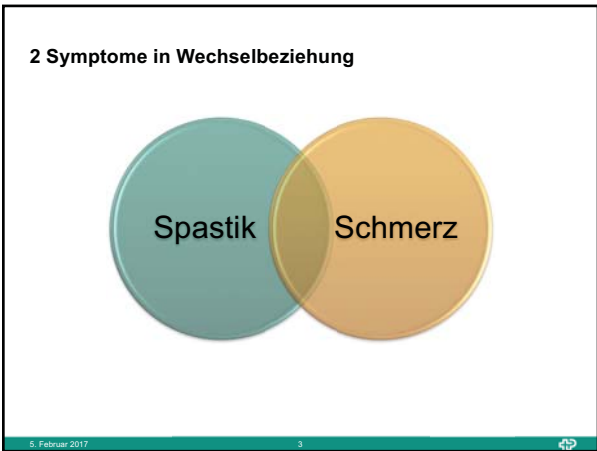 2 Symptome in Wechselbeziehung
Spastik
Schmerz
5. Februar 2017
3